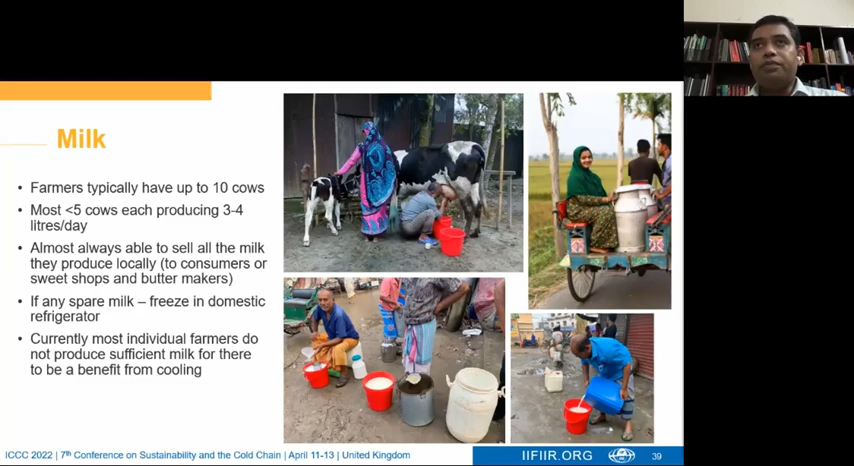 Milk
• Farmers typically have up to 10 cows
• Most <5 cows each producing 3-4
litres/day
• Almost always able to sell all the milk
they produce locally (to consumers or
sweet shops and butter makers)
• If any spare milk – freeze in domestic
refrigerator
• Currently most individual farmers do
not produce sufficient milk for there
to be a benefit from cooling
ICCC 2022 | 7th Conference on Sustainability and the Cold Chain | April 11-13 | United Kingdom
IIFIIR.ORG
39